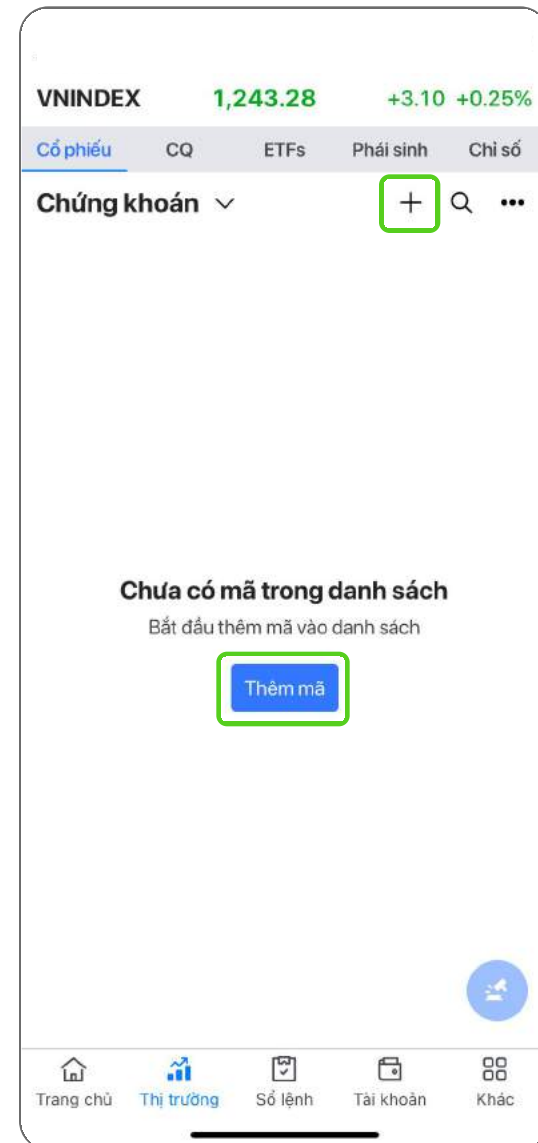 VNINDEX 1,243.28 +3.10 +0.25%
Cổ phiếu CQ ETFs Phái sinh Chỉ số
Chứng khoán
Chưa có mã trong danh sách
Bắt đầu thêm mã vào danh sách
Thêm mã
Trang chủ Thị trường Sổ lệnh Tài khoản Khác